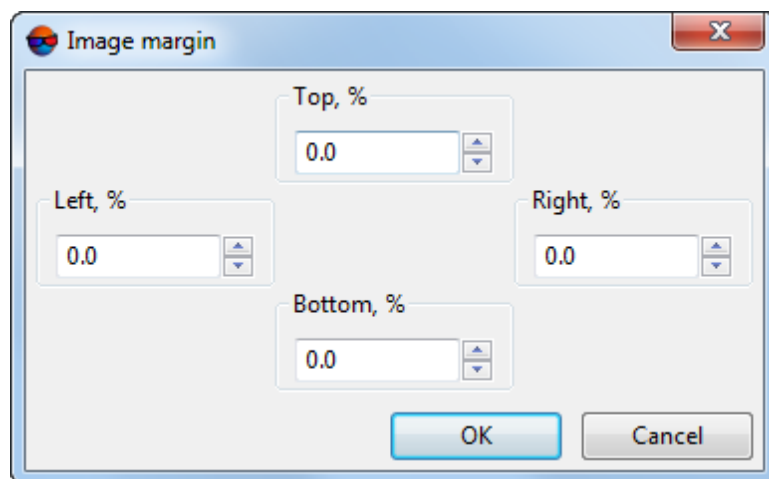 Image margin
Top, %
0.0
Left, %
0.0
Right, %
0.0
Bottom, %
0.0
OK
Cancel